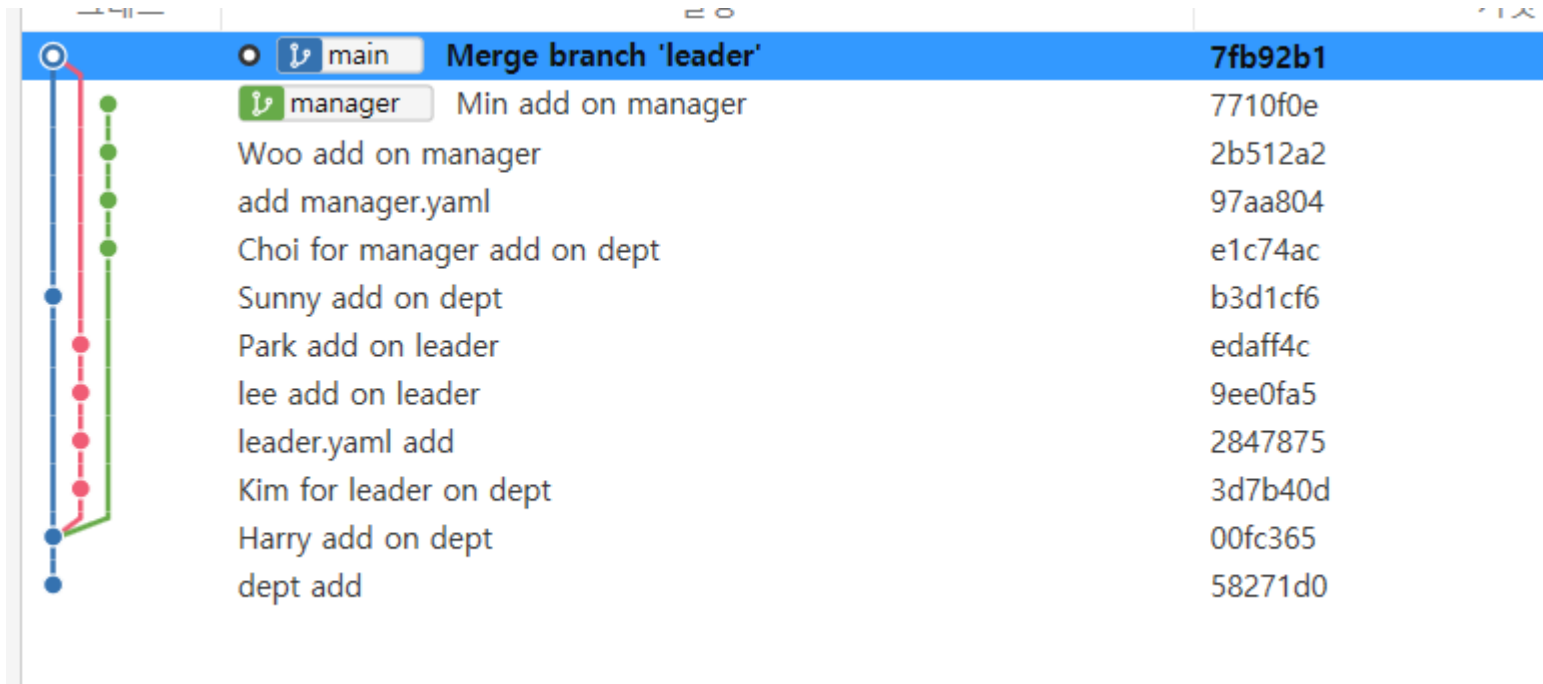 main Merge branch 'leader' 7fb92b1
manager Min add on manager 7710f0e
Woo add on manager 2b512a2
add manager.yaml 97aa804
Choi for manager add on dept e1c74ac
Sunny add on dept b3d1cf6
Park add on leader edaff4c
lee add on leader 9ee0fa5
leader.yaml add 2847875
Kim for leader on dept 3d7b40d
Harry add on dept 00fc365
dept add 58271d0